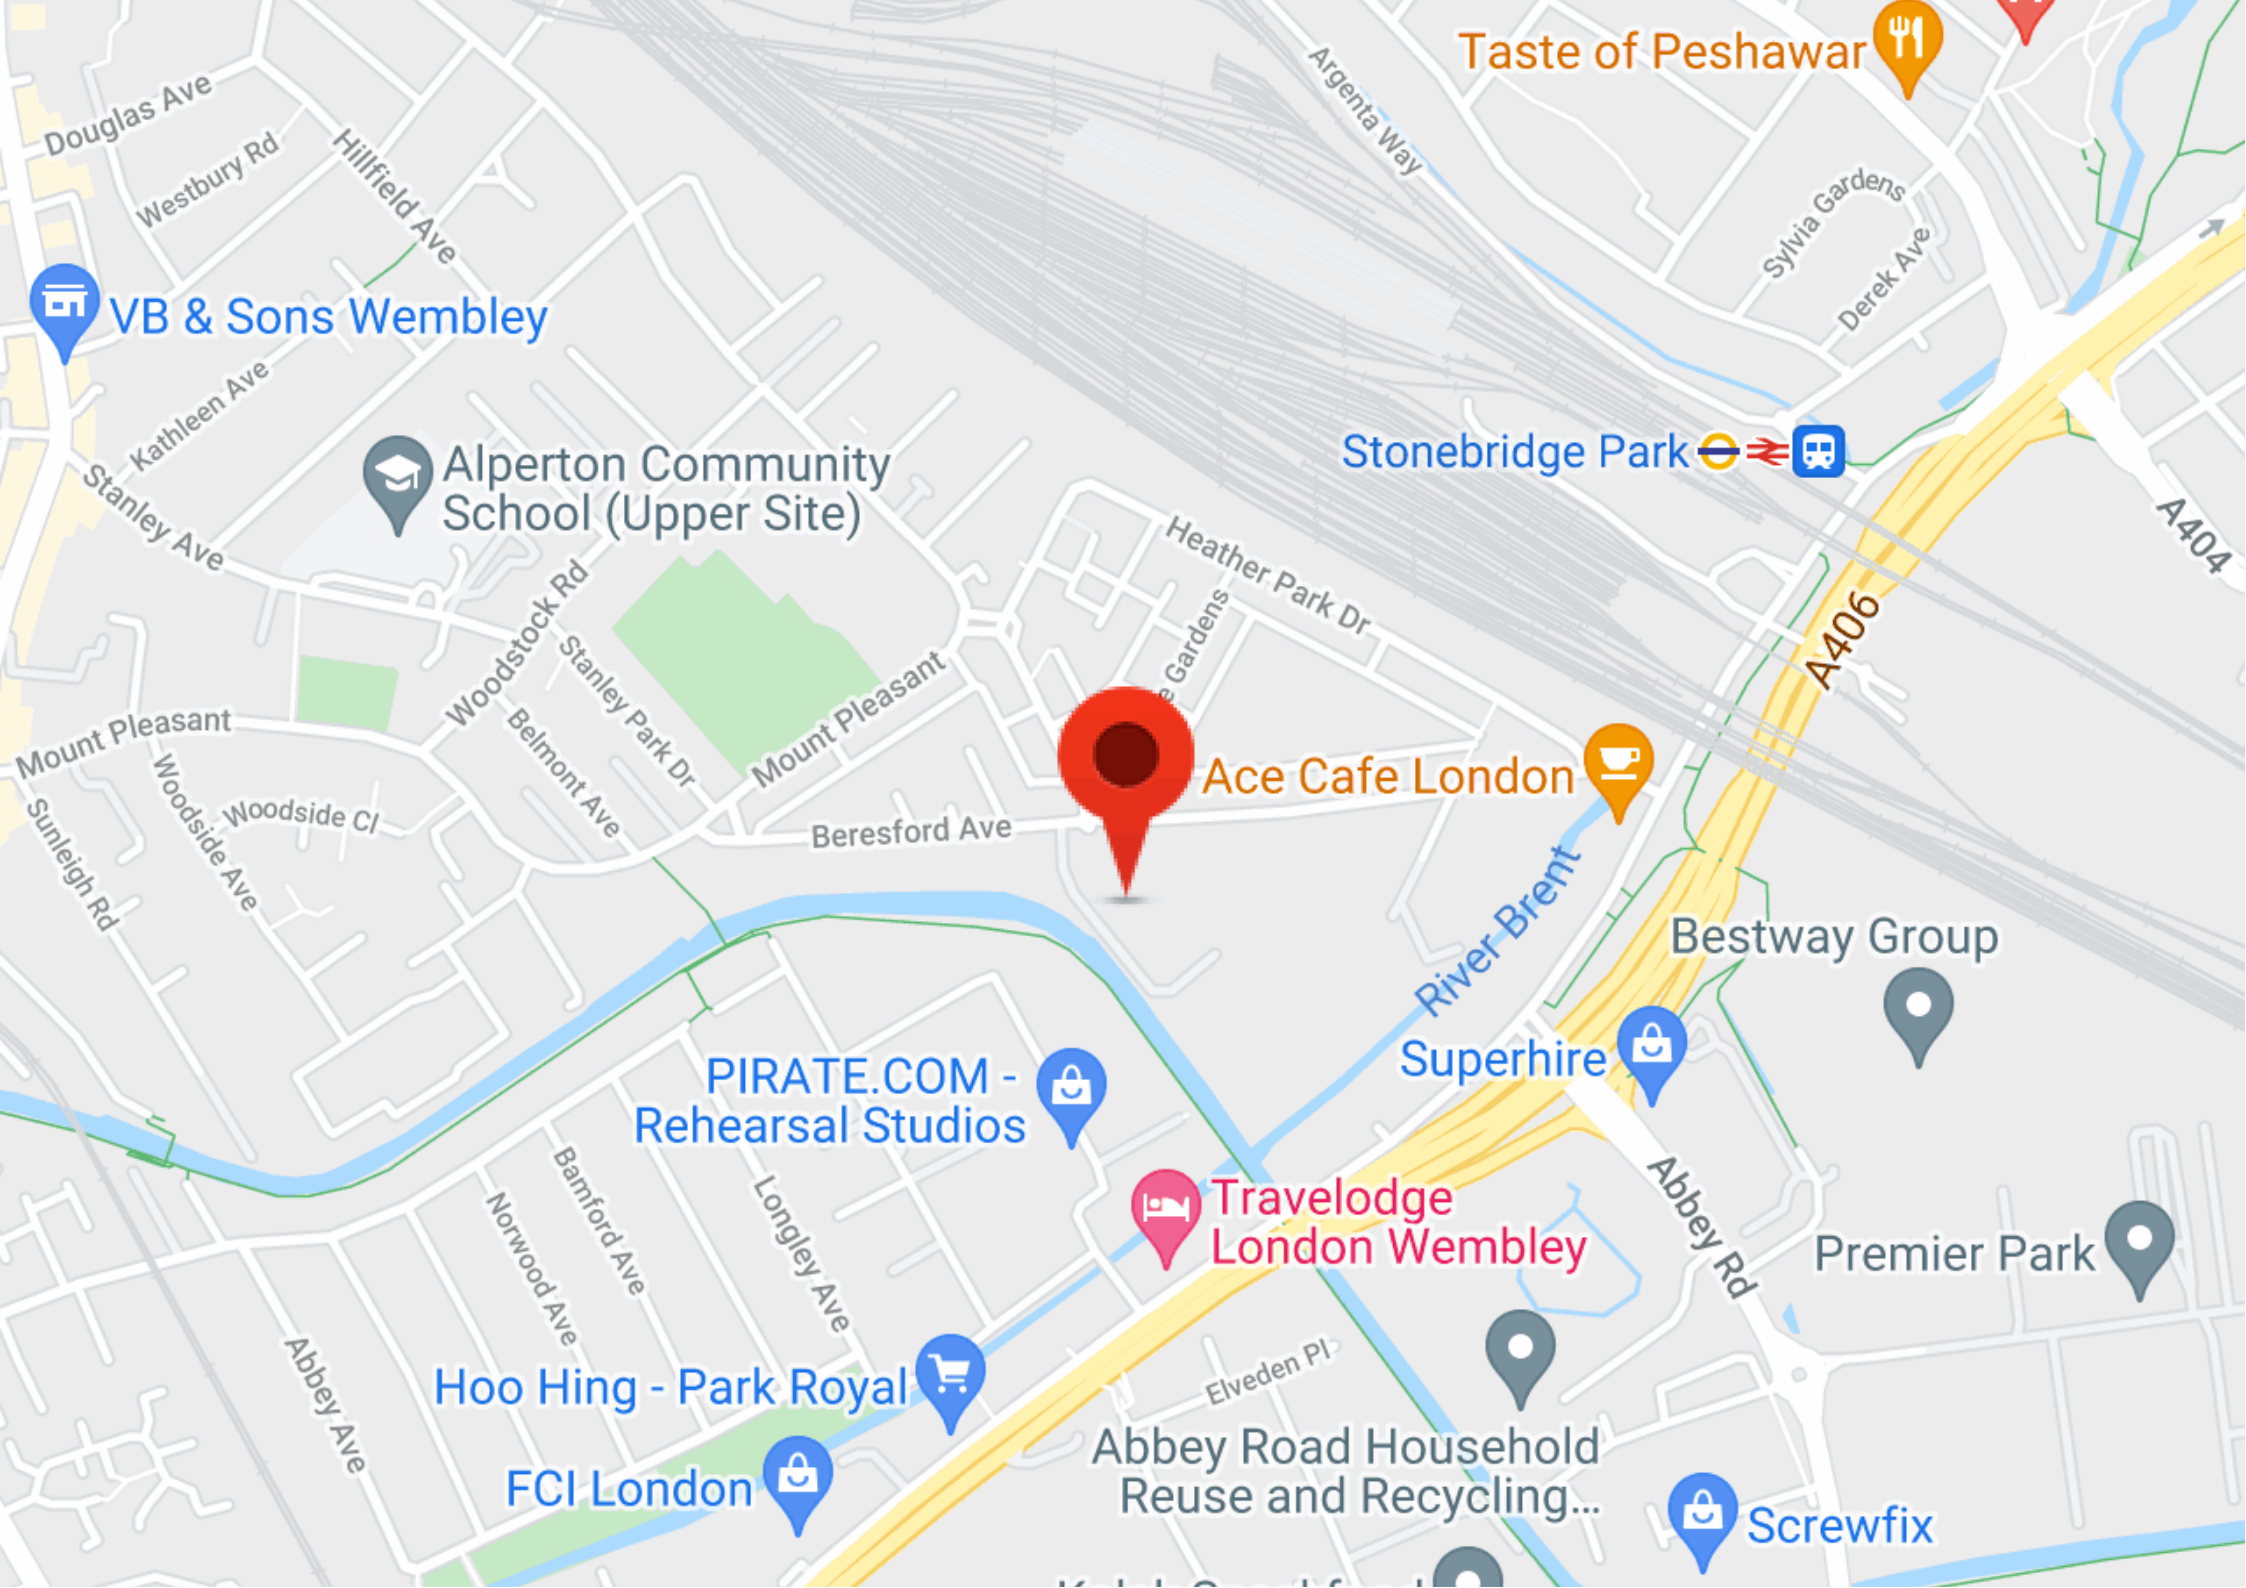 Taste of Peshawar
Argenta Way
Douglas Ave
Westbury Rd
Hillfield Ave
Sylvia Gardens
Derek Ave
VB & Sons Wembley
Kathleen Ave
Stanley Ave
Alperton Community
School (Upper Site)
Stonebridge Park
A404
Heather Park Dr
A406
Woodstock Rd
Stanley Park Dr
e Gardens
Mount Pleasant
Mount Pleasant
Belmont Ave
Woodside Ave
Woodside Cl
Sunleigh Rd
Beresford Ave
Ace Cafe London
River Brent
Bestway Group
Superhire
PIRATE.COM -
Rehearsal Studios
Travelodge
London Wembley
Abbey Rd
Premier Park
Bamford Ave
Norwood Ave
Longley Ave
Abbey Ave
Hoo Hing - Park Royal
Elveden Pl
FCI London
Abbey Road Household
Reuse and Recycling...
Screwfix